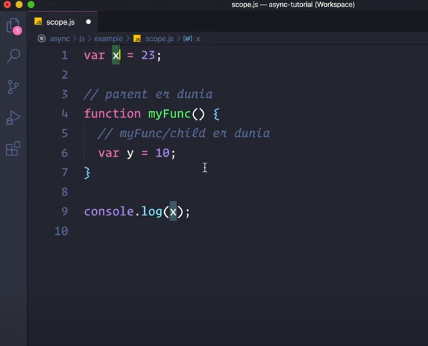 scope.js — async-tutorial (Workspace)
1
JS scope.js
async > js > example > JS scope.js > x
1 var x = 23;
2
3 // parent er dunia
4 function myFunc() {
5 // myFunc/child er dunia
6 var y = 10;
7 }
8
9 console.log(x);
10